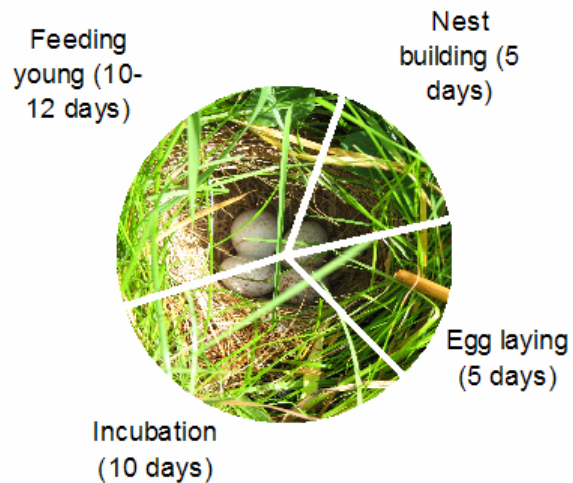 Nest
building (5
days)
Egg laying
(5 days)
Incubation
(10 days)
Feeding
young (10-
12 days)